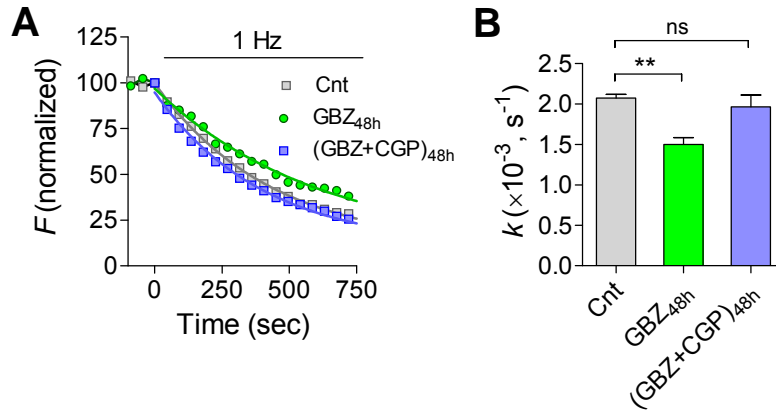 A
125
100
75
50
25
0
F (normalized)
1 Hz
Cnt
GBZ48h
(GBZ+CGP)48h
0
250
500
750
Time (sec)
B
ns
**
2.5
2.0
1.5
1.0
0.5
0.0
k (×10-3, s-1)
Cnt
GBZ48h
(GBZ+CGP)48h